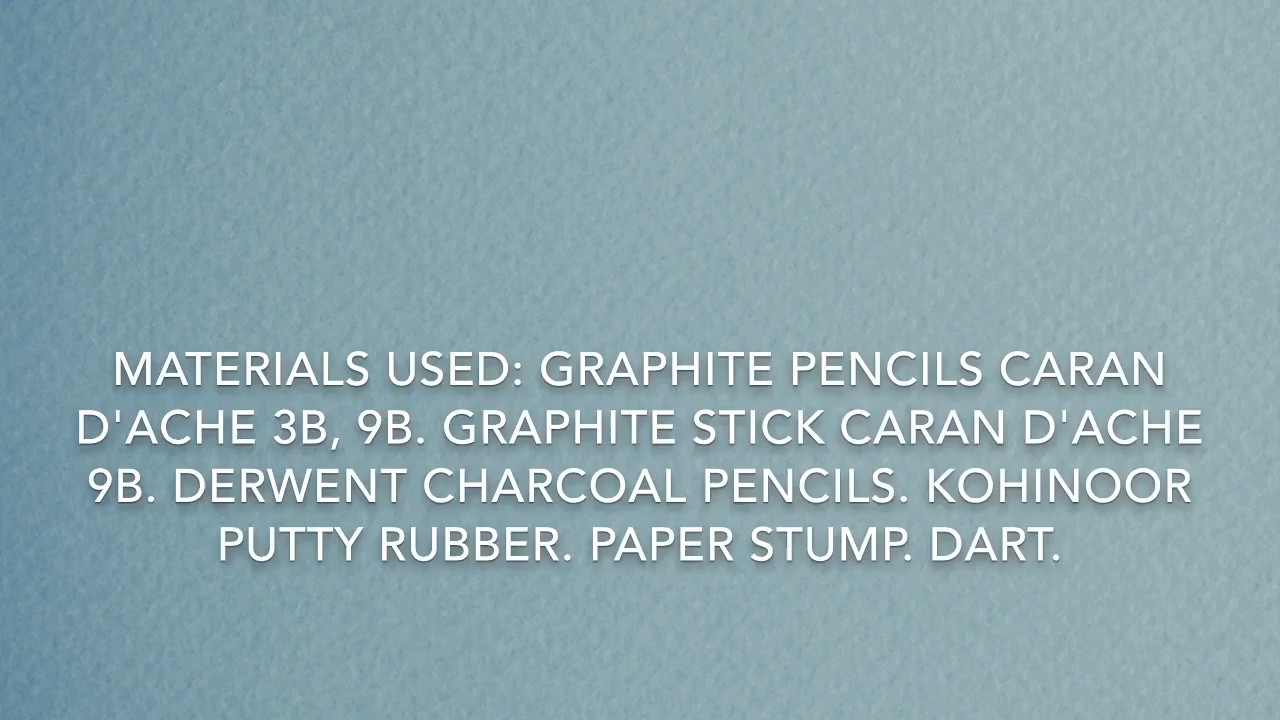 MATERIALS USED: GRAPHITE PENCILS CARAN
D'ACHE 3B, 9B. GRAPHITE STICK CARAN D'ACHE
9B. DERWENT CHARCOAL PENCILS. KOHINOOR
PUTTY RUBBER. PAPER STUMP. DART.